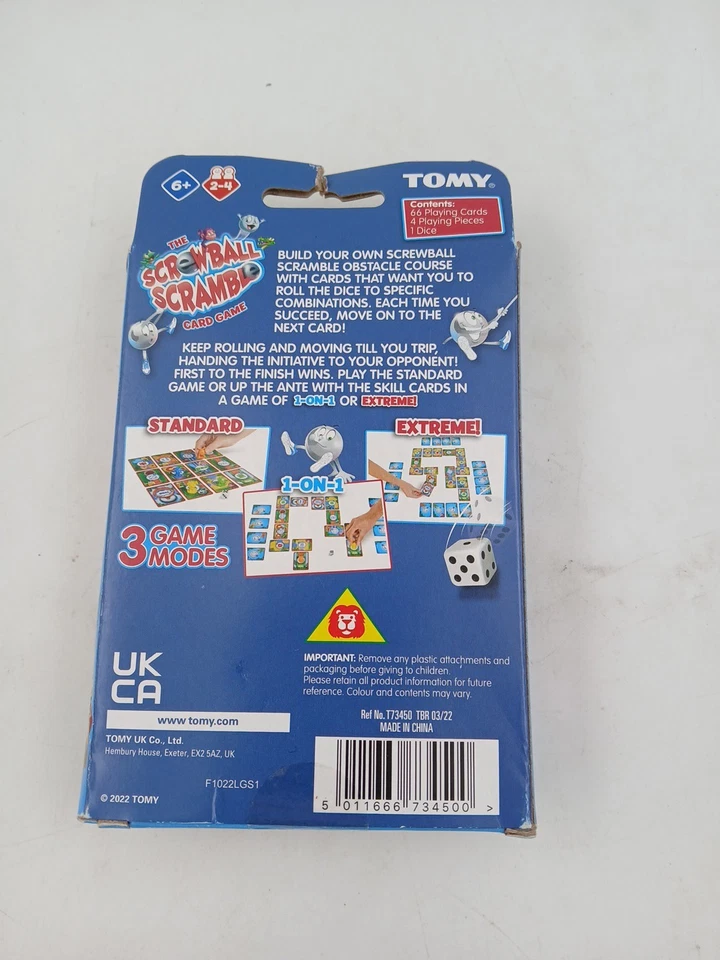 6+
2-4
TOMY®
Contents:
66 Playing Cards
4 Playing Pieces
1 Dice
THE
SCREWBALL
SCRAMBLE
CARD GAME
BUILD YOUR OWN SCREWBALL
SCRAMBLE OBSTACLE COURSE
WITH CARDS THAT WANT YOU TO
ROLL THE DICE TO SPECIFIC
COMBINATIONS. EACH TIME YOU
SUCCEED, MOVE ON TO THE
NEXT CARD!
KEEP ROLLING AND MOVING TILL YOU TRIP,
HANDING THE INITIATIVE TO YOUR OPPONENT!
FIRST TO THE FINISH WINS. PLAY THE STANDARD
GAME OR UP THE ANTE WITH THE SKILL CARDS IN
A GAME OF 1-ON-1 OR EXTREME!
STANDARD
EXTREME!
1-ON-1
3 GAME
MODES
UK
CA
www.tomy.com
TOMY UK Co., Ltd.
Hembury House, Exeter, EX2 5AZ, UK
F1022LGS1
© 2022 TOMY
IMPORTANT: Remove any plastic attachments and
packaging before giving to children.
Please retain all product information for future
reference. Colour and contents may vary.
Ref No. T73450 TBR 03/22
MADE IN CHINA
5 011666 734500 >